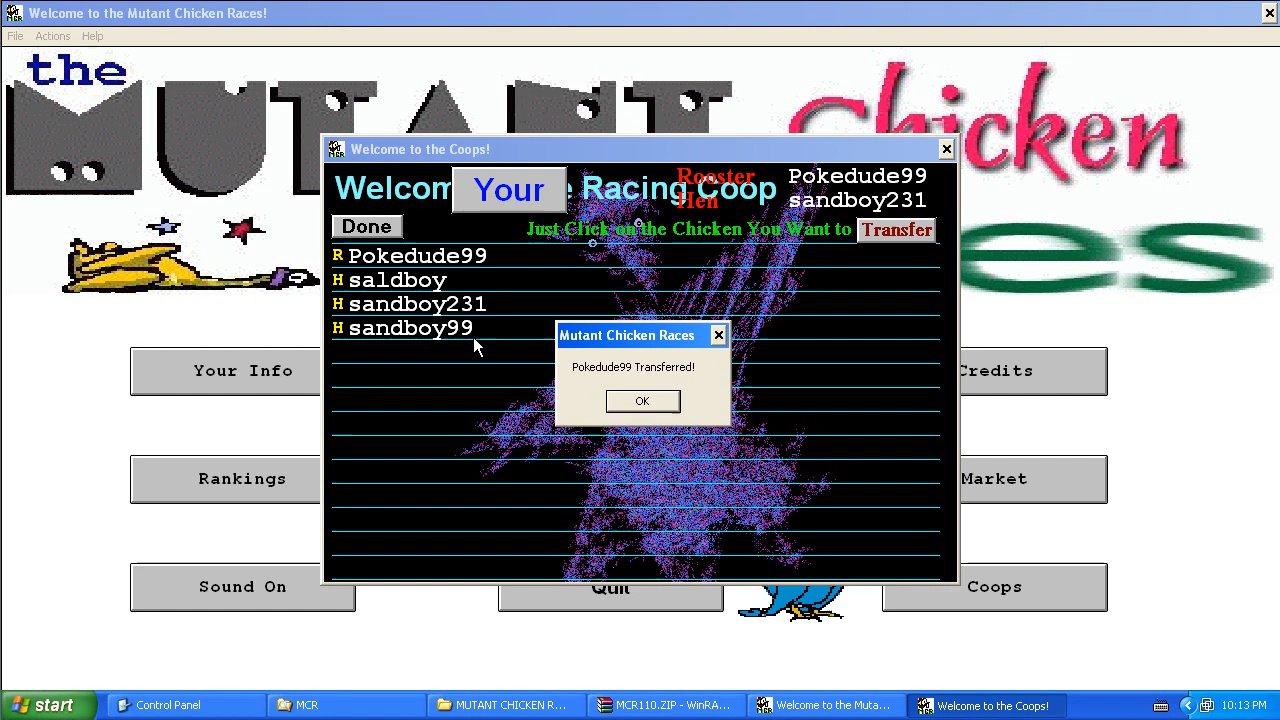 Welcome to the Mutant Chicken Races!
File Actions Help
the
MUTANT Chicken
es
Welcome to the Coops!
Welcom Your e Racing Coop
Rooster Pokedude99
Hen sandboy231
Done
Just Click on the Chicken You Want to Transfer
R Pokedude99
H saldboy
H sandboy231
H sandboy99
Mutant Chicken Races
Pokedude99 Transferred!
OK
Your Info
Credits
Rankings
Market
Sound On
Quit
Coops
start
Control Panel
MCR
MUTANT CHICKEN R...
MCR110.ZIP - WinRA...
Welcome to the Muta...
Welcome to the Coops!
10:13 PM